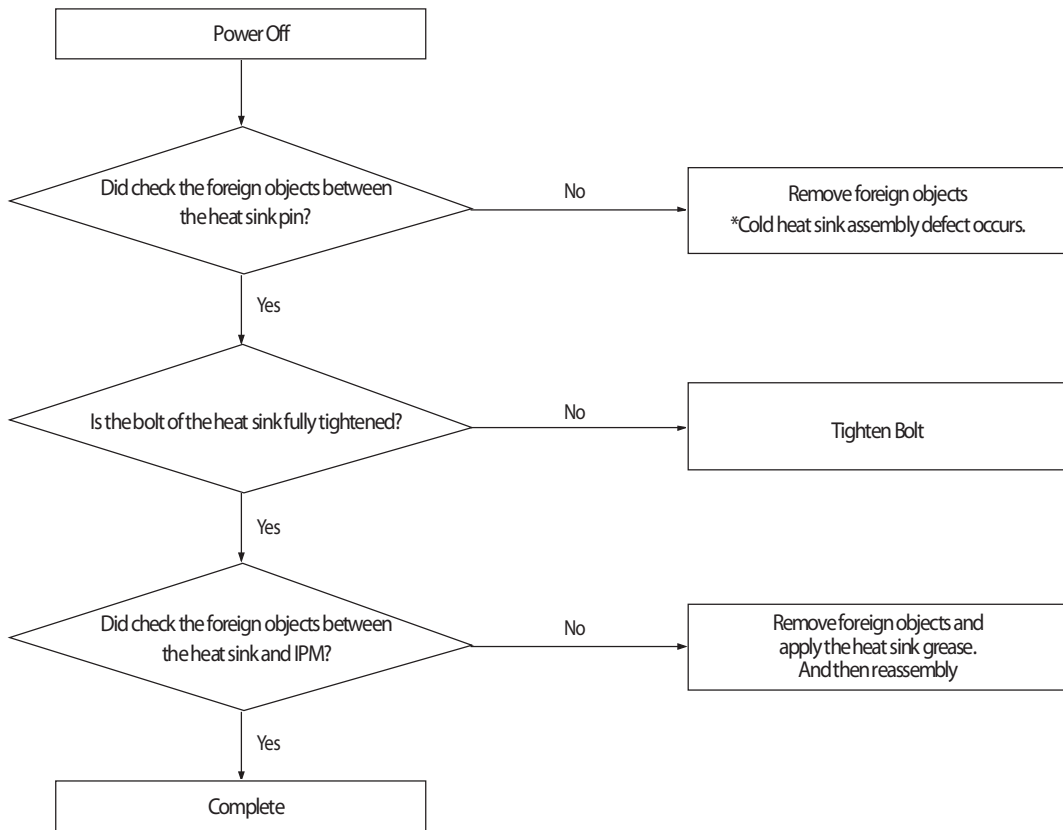 Power Off
Did check the foreign objects between
the heat sink pin?
No
Remove foreign objects
*Cold heat sink assembly defect occurs.
Yes
Is the bolt of the heat sink fully tightened?
No
Tighten Bolt
Yes
Did check the foreign objects between
the heat sink and IPM?
No
Remove foreign objects and
apply the heat sink grease.
And then reassembly
Yes
Complete